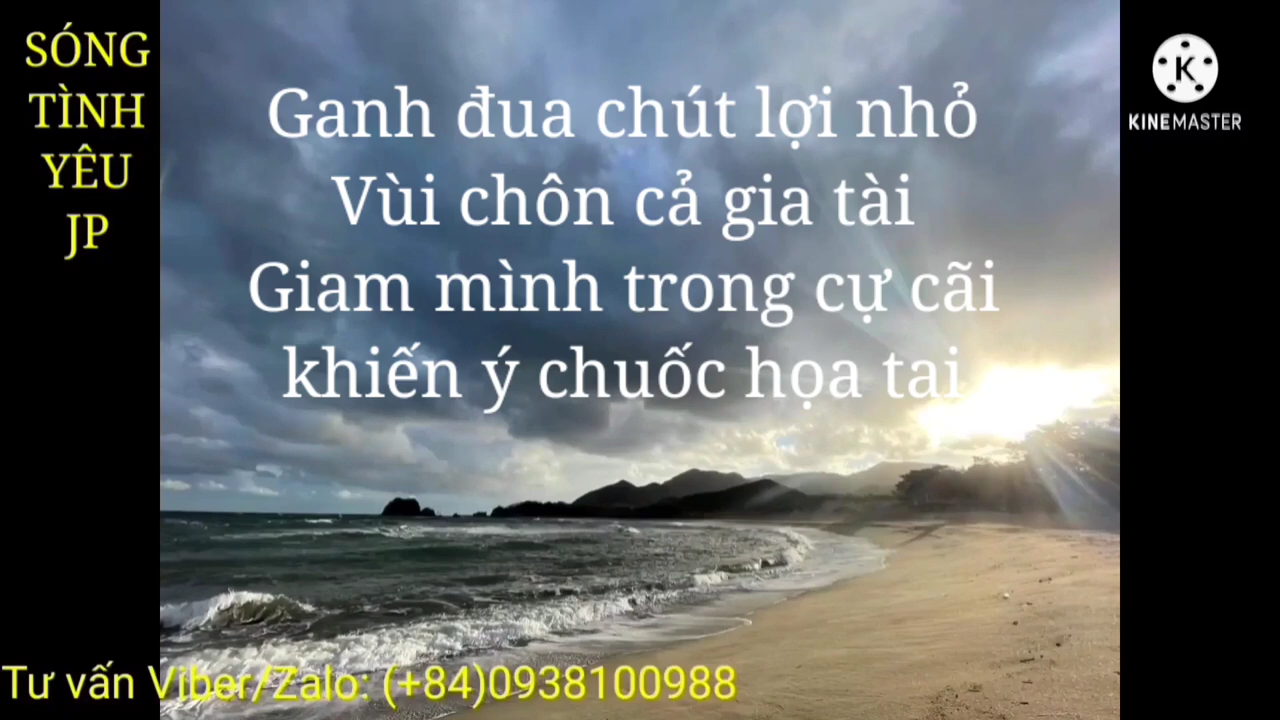 SÓNG
TÌNH
YÊU
JP
Ganh đua chút lợi nhỏ
Vùi chôn cả gia tài
Giam mình trong cự cãi
khiến ý chuốc họa tai
K
KINEMASTER
Tư vấn Viber/Zalo: (+84)0938100988